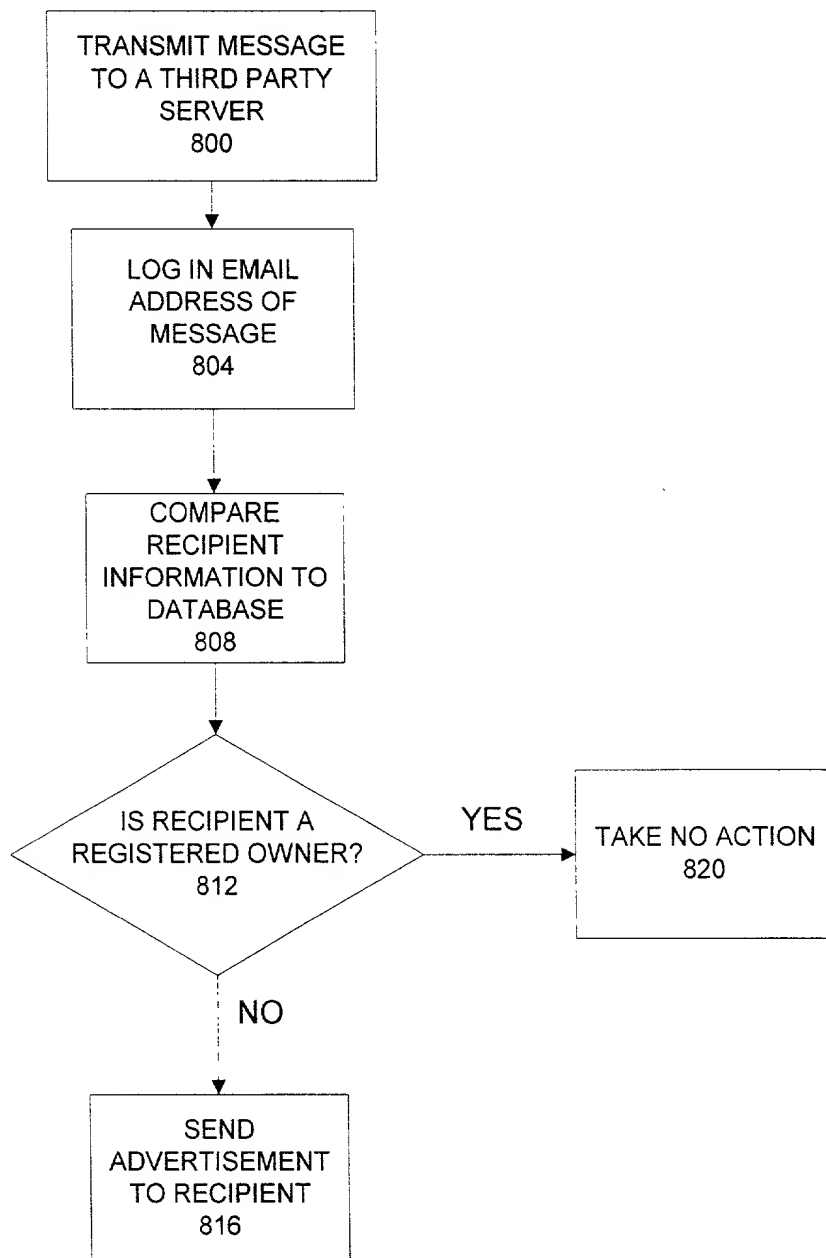 TRANSMIT MESSAGE
TO A THIRD PARTY
SERVER
800
LOG IN EMAIL
ADDRESS OF
MESSAGE
804
COMPARE
RECIPIENT
INFORMATION TO
DATABASE
808
IS RECIPIENT A
REGISTERED OWNER?
812
YES
TAKE NO ACTION
820
NO
SEND
ADVERTISEMENT
TO RECIPIENT
816